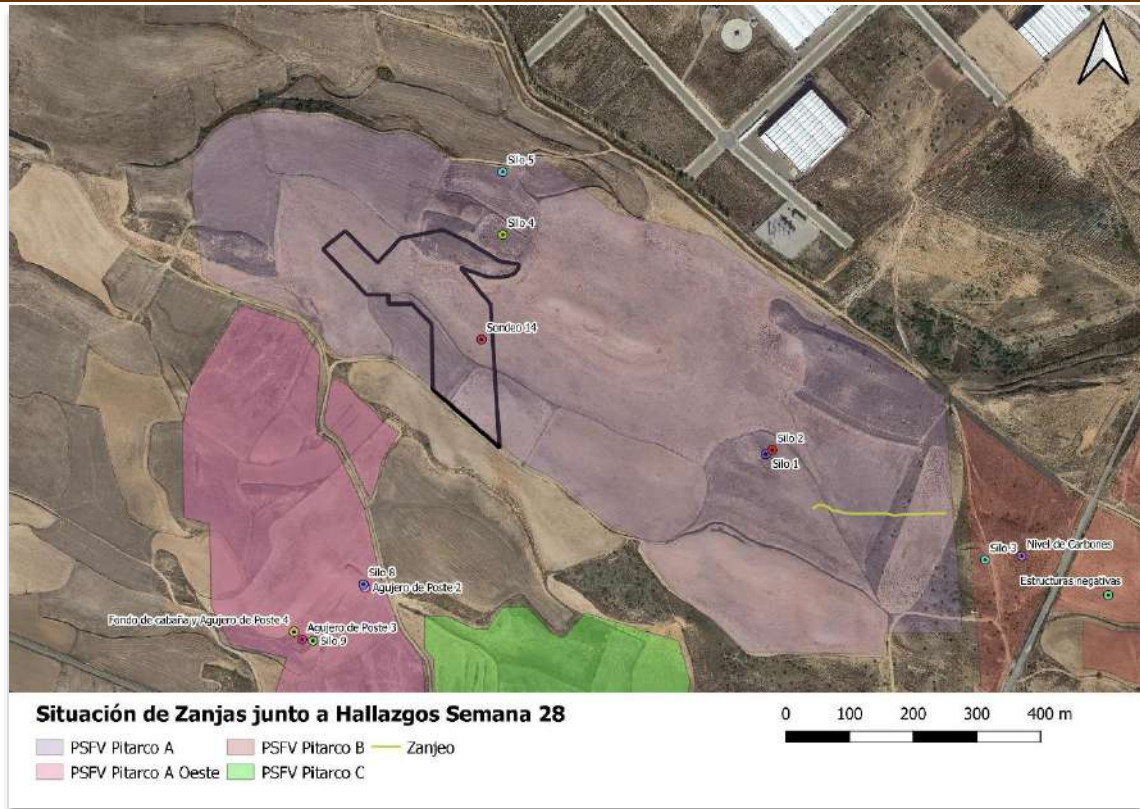 Silo 5
Silo 4
Sondeo 14
Silo 2
Silo 1
Silo 3
Nivel de Carbones
Estructuras negativas
Silo 8
Agujero de Poste 2
Fondo de cabaña y Agujero de Poste 4
Agujero de Poste 3
Silo 9
Situación de Zanjas junto a Hallazgos Semana 28
0 100 200 300 400 m
PSFV Pitarco A
PSFV Pitarco B
Zanjeo
PSFV Pitarco A Oeste
PSFV Pitarco C